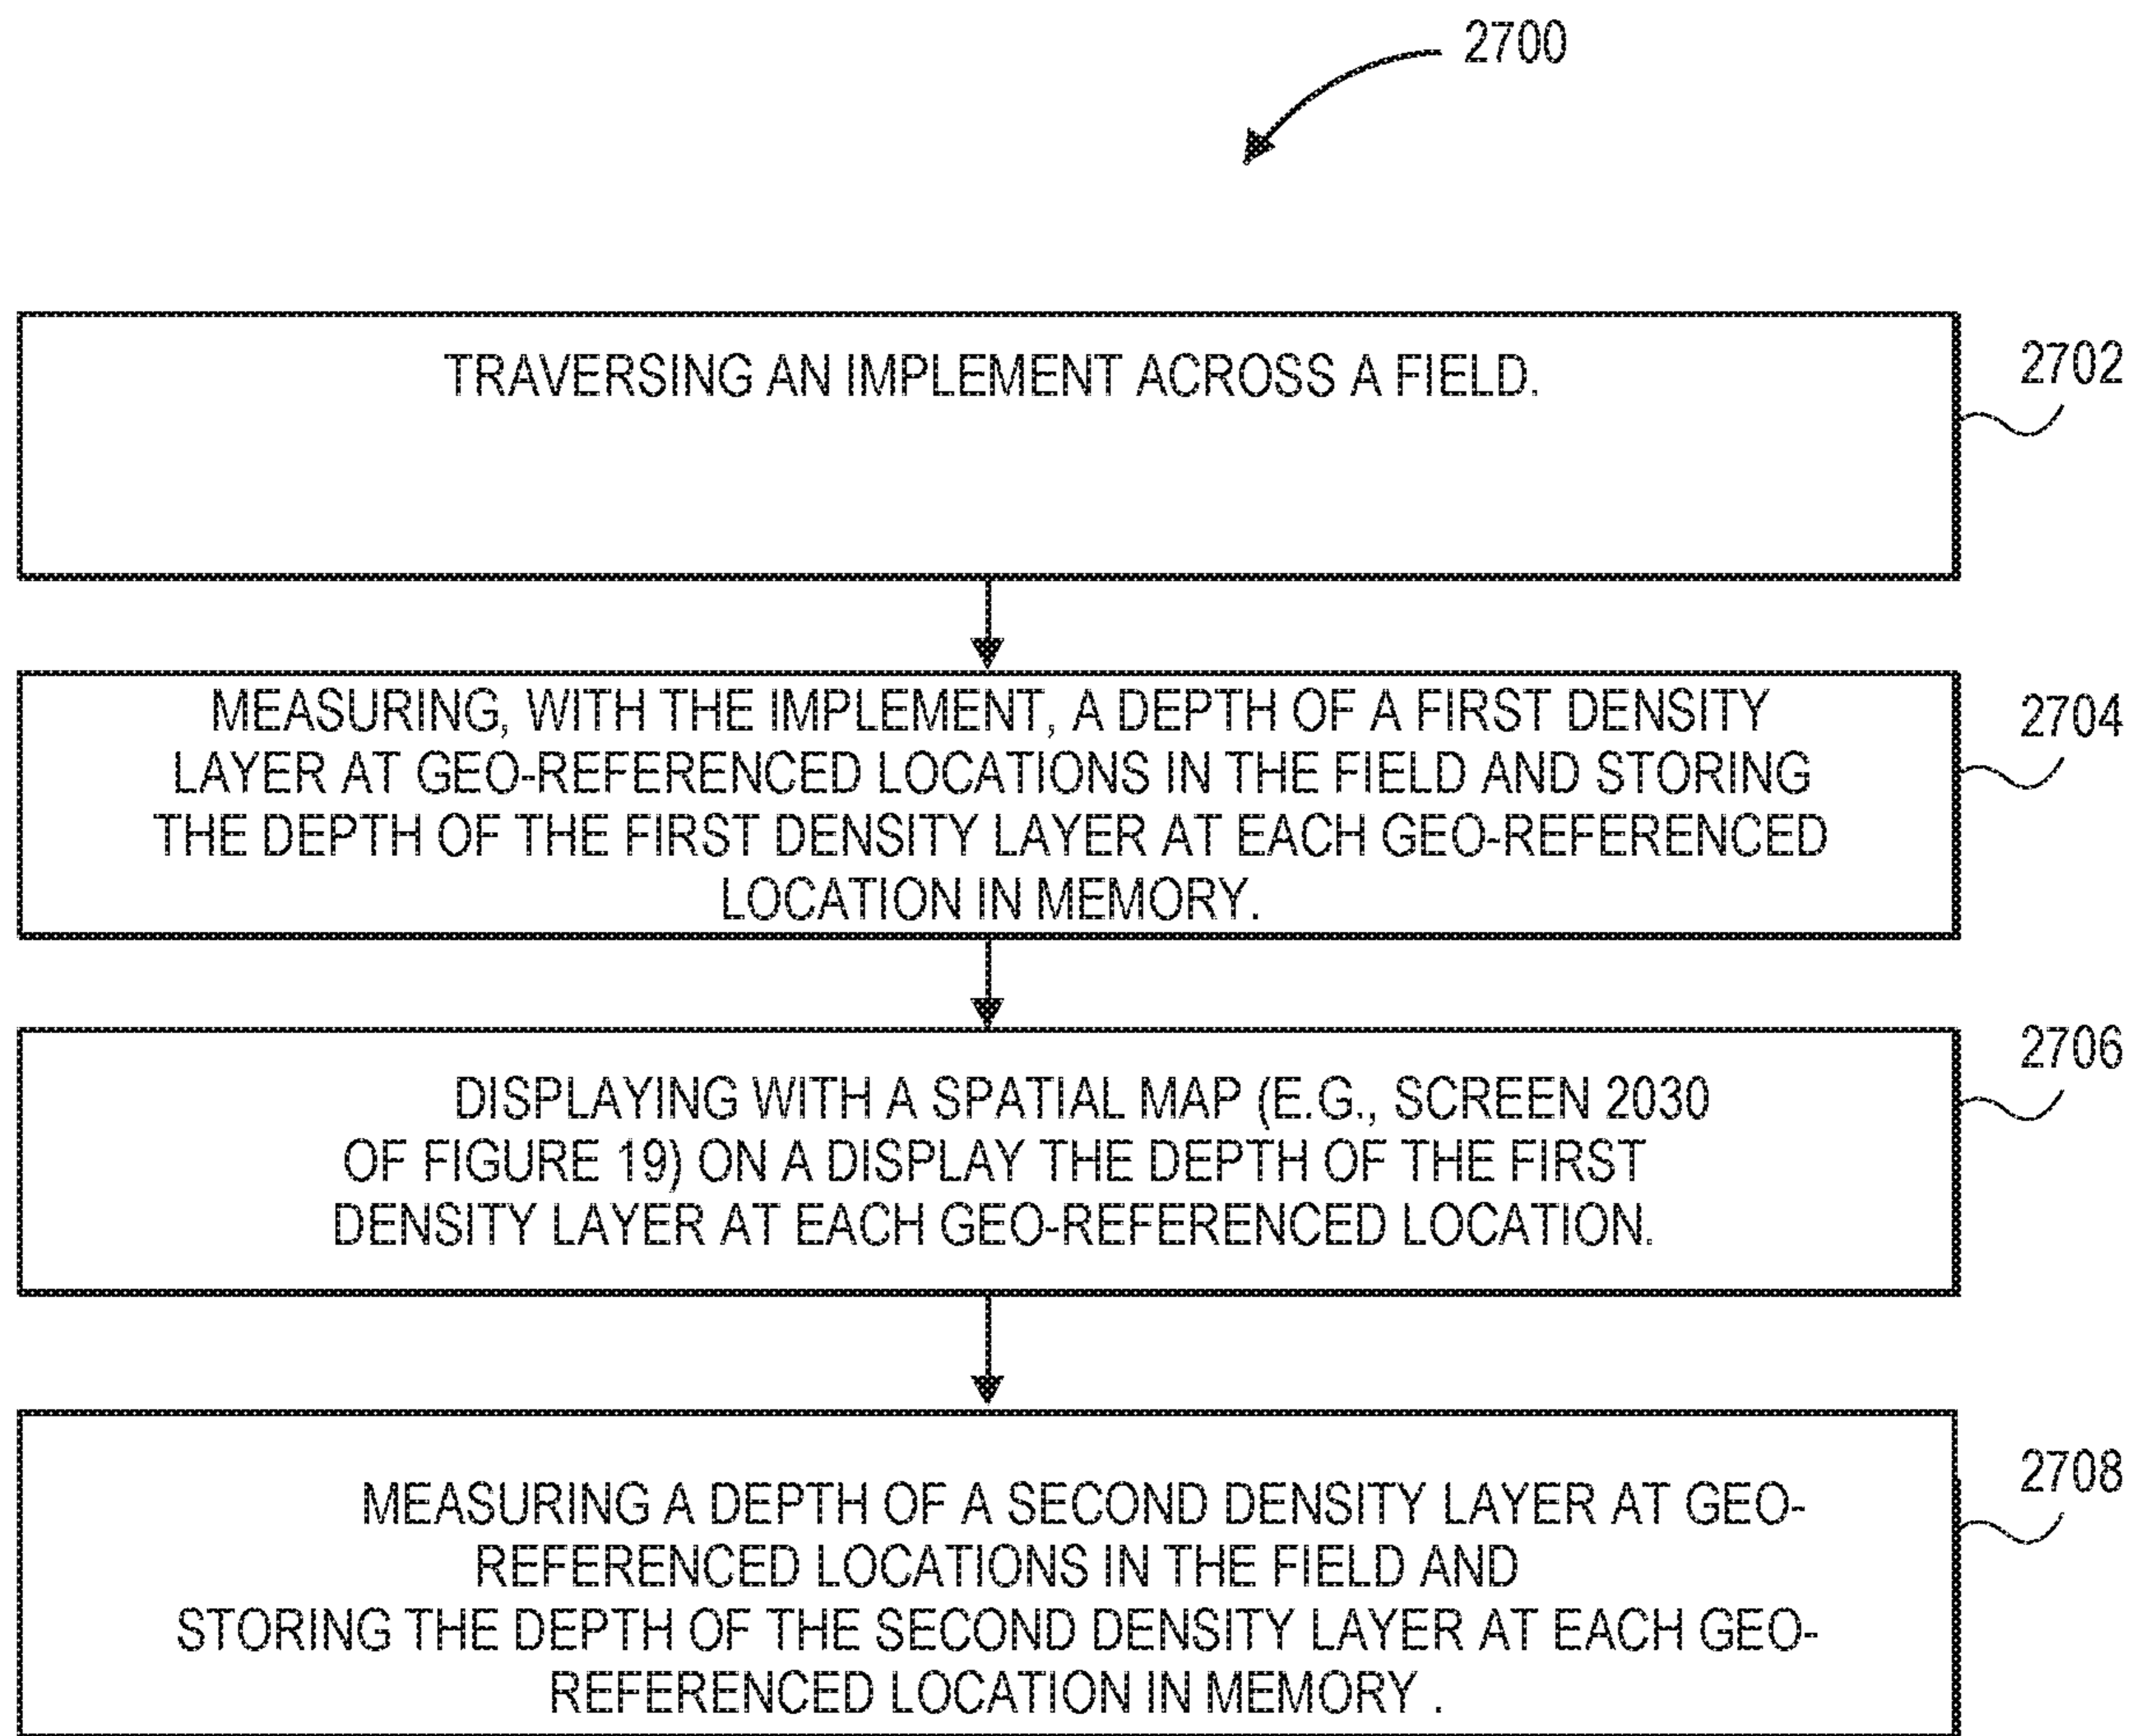 2700
TRAVERSING AN IMPLEMENT ACROSS A FIELD.
2702
MEASURING, WITH THE IMPLEMENT, A DEPTH OF A FIRST DENSITY
LAYER AT GEO-REFERENCED LOCATIONS IN THE FIELD AND STORING
THE DEPTH OF THE FIRST DENSITY LAYER AT EACH GEO-REFERENCED
LOCATION IN MEMORY.
2704
DISPLAYING WITH A SPATIAL MAP (E.G., SCREEN 2030
OF FIGURE 19) ON A DISPLAY THE DEPTH OF THE FIRST
DENSITY LAYER AT EACH GEO-REFERENCED LOCATION.
2706
MEASURING A DEPTH OF A SECOND DENSITY LAYER AT GEO-
REFERENCED LOCATIONS IN THE FIELD AND
STORING THE DEPTH OF THE SECOND DENSITY LAYER AT EACH GEO-
REFERENCED LOCATION IN MEMORY .
2708